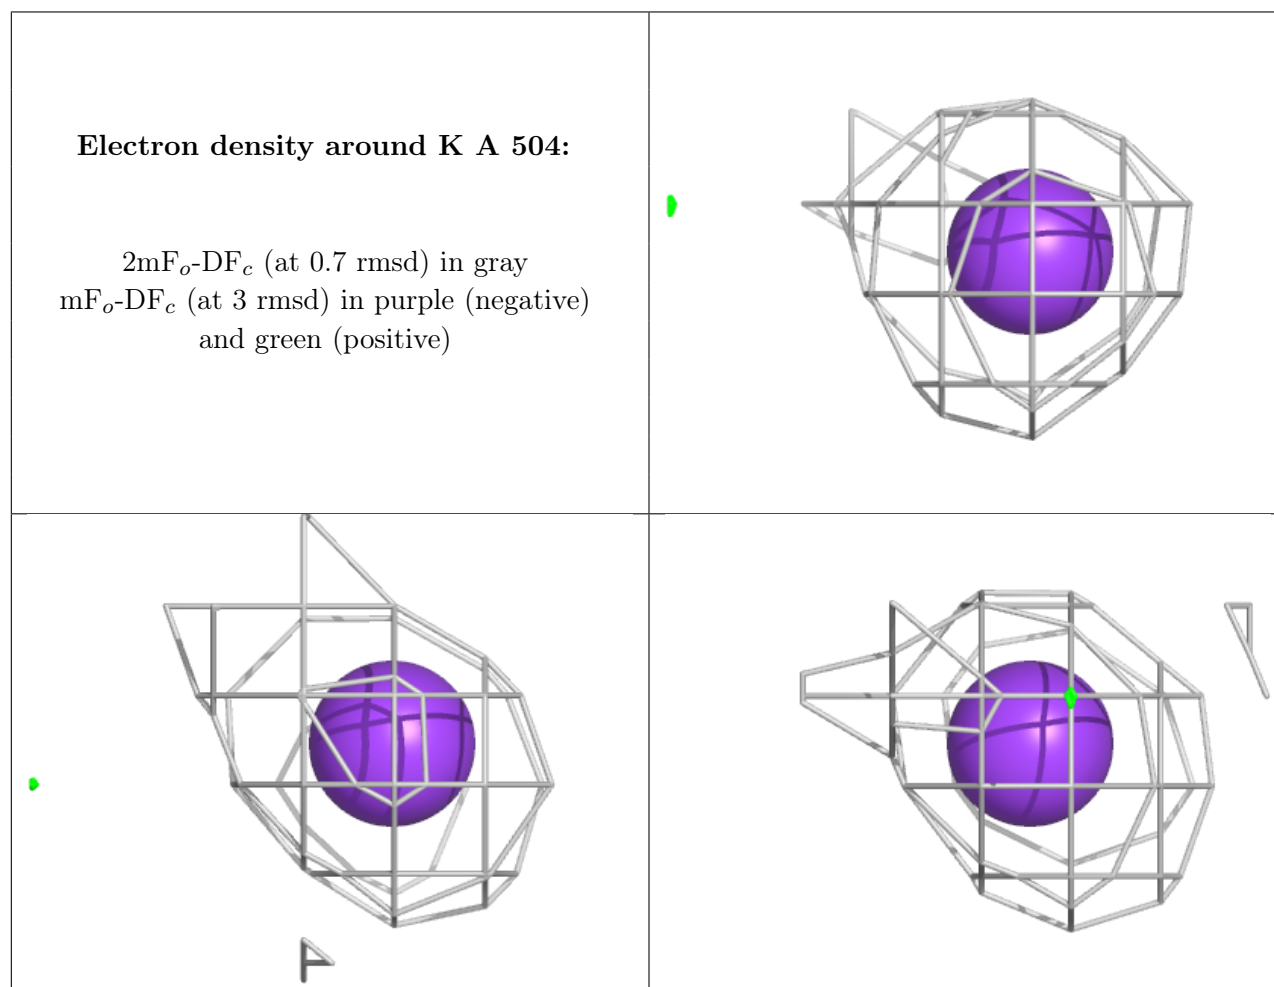 Electron density around K A 504:
2mFo-DFc (at 0.7 rmsd) in gray
mFo-DFc (at 3 rmsd) in purple (negative)
and green (positive)